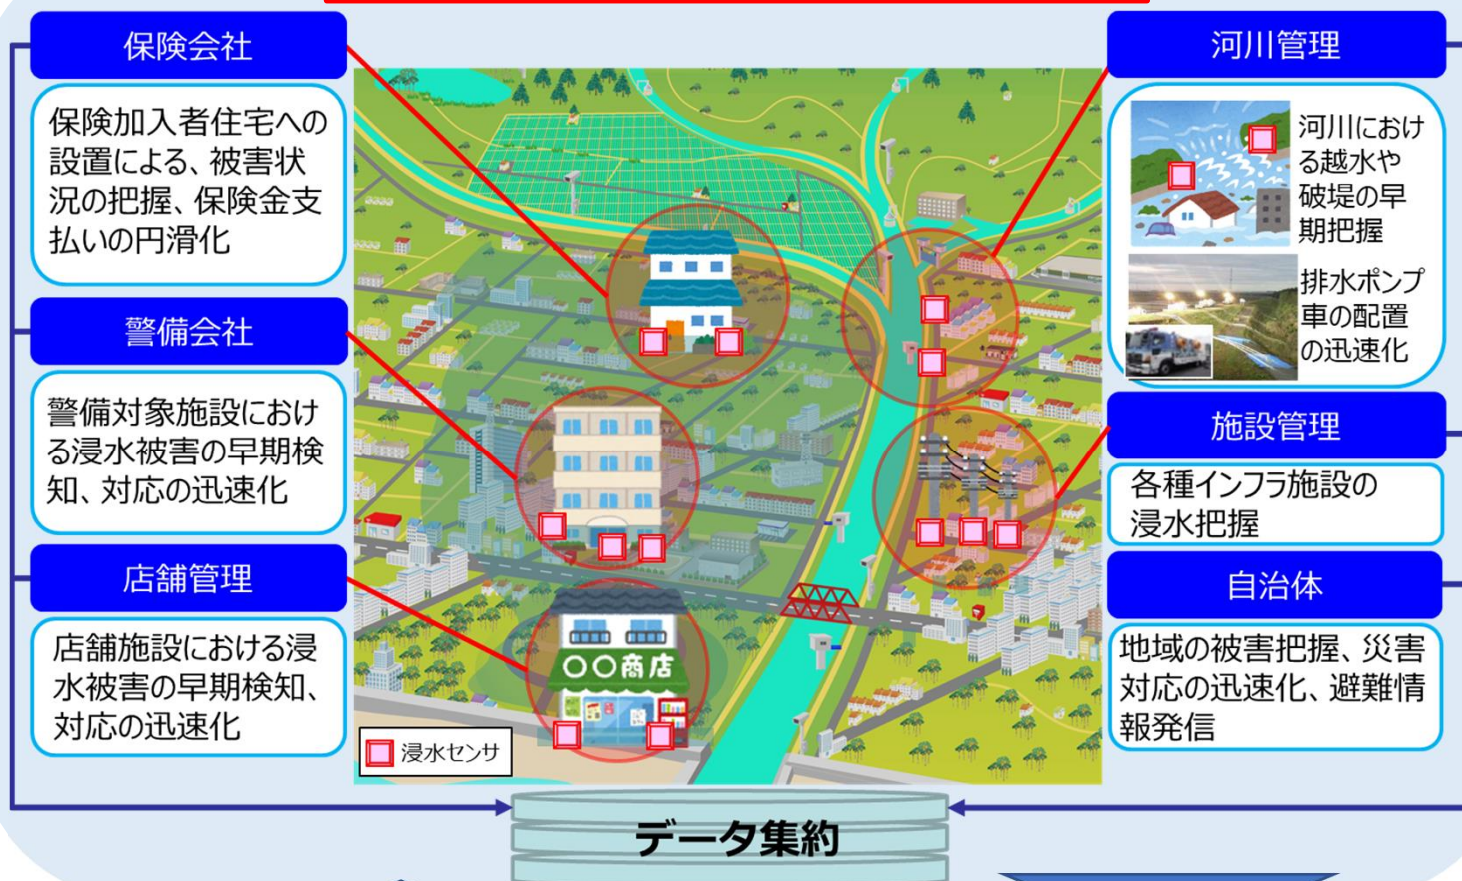 保険会社
保険加入者住宅への
設置による、被害状
況の把握、保険金支
払いの円滑化
警備会社
警備対象施設におけ
る浸水被害の早期検
知、対応の迅速化
店舗管理
店舗施設における浸
水被害の早期検知、
対応の迅速化
〇〇商店
浸水センサ
河川管理
河川におけ
る越水や
破堤の早
期把握
排水ポンプ
車の配置
の迅速化
施設管理
各種インフラ施設の
浸水把握
自治体
地域の被害把握、災害
対応の迅速化、避難情
報発信
データ集約